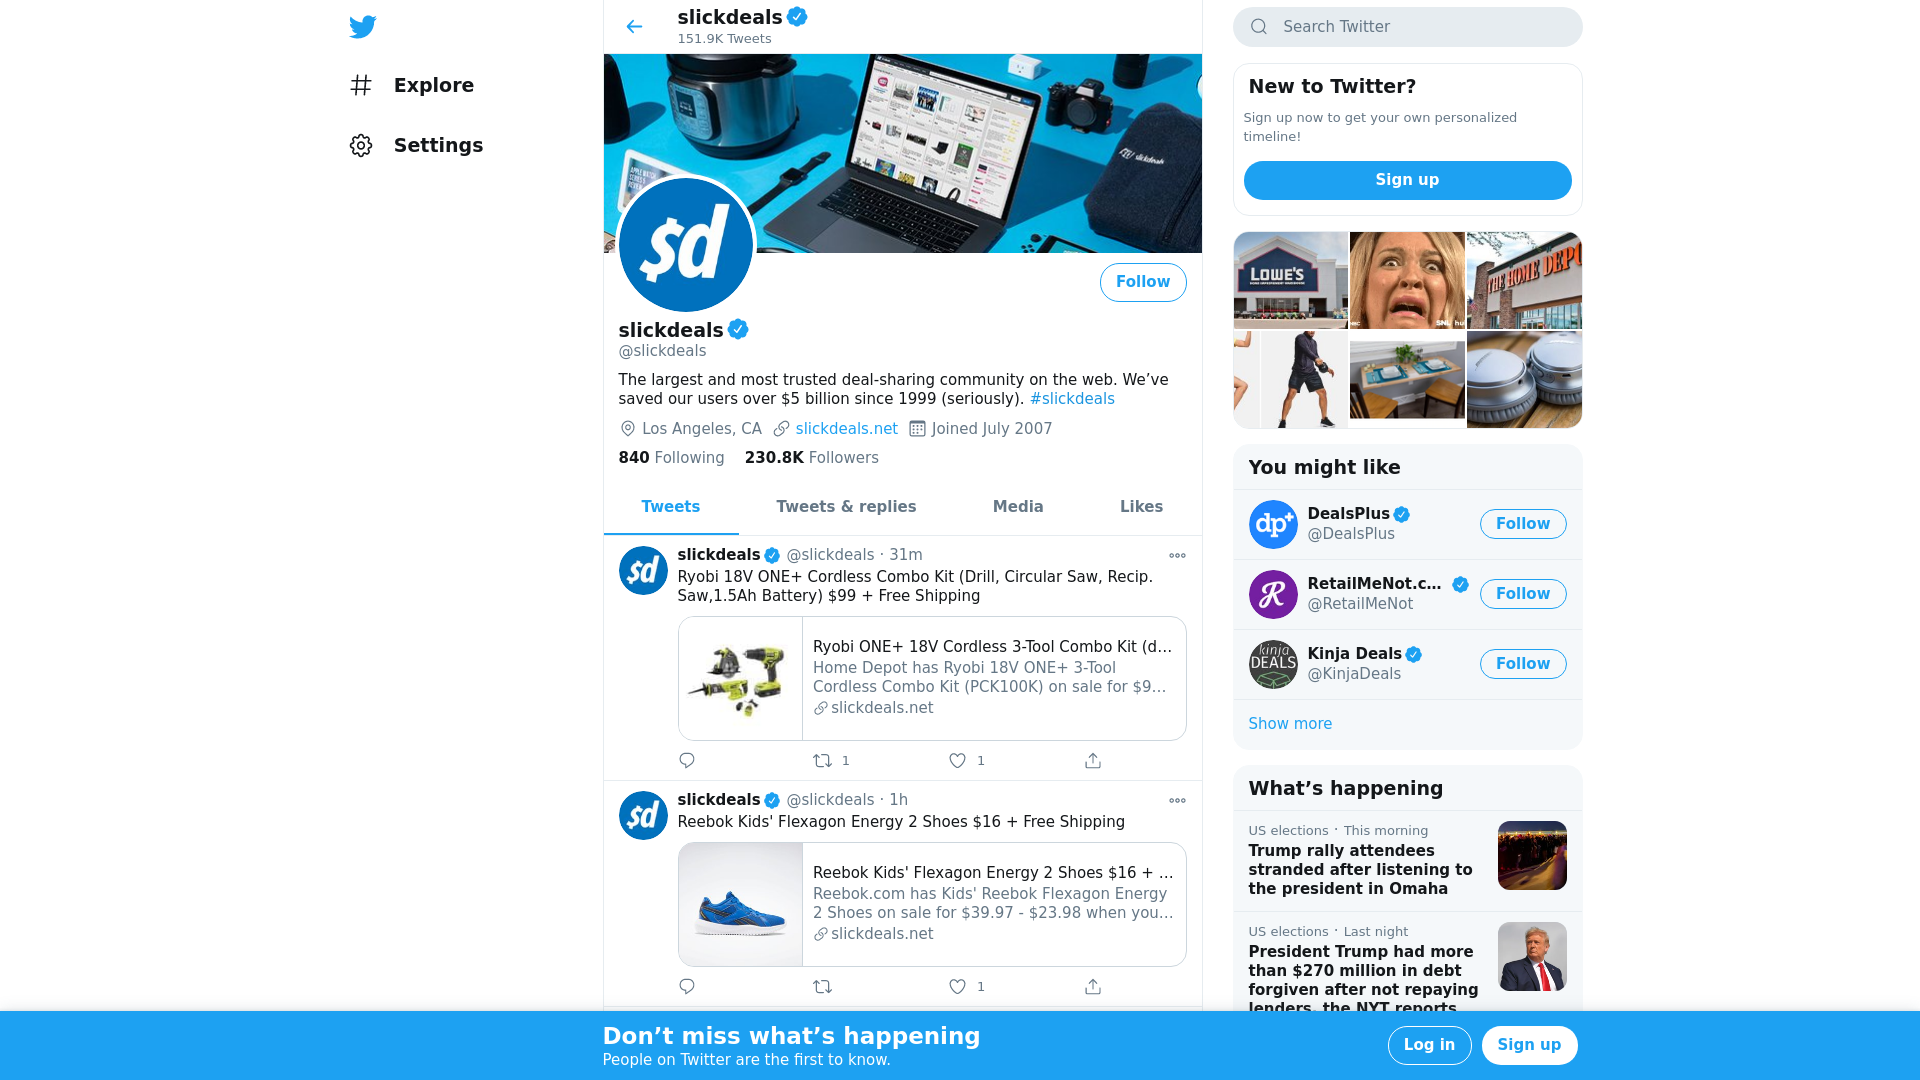 Explore
Settings
slickdeals
151.9K Tweets
slickdeals
$d
Follow
slickdeals
@slickdeals
The largest and most trusted deal-sharing community on the web. We’ve
saved our users over $5 billion since 1999 (seriously). #slickdeals
Los Angeles, CA slickdeals.net Joined July 2007
840 Following 230.8K Followers
Tweets Tweets & replies Media Likes
$d
slickdeals @slickdeals · 31m
Ryobi 18V ONE+ Cordless Combo Kit (Drill, Circular Saw, Recip.
Saw,1.5Ah Battery) $99 + Free Shipping
Ryobi ONE+ 18V Cordless 3-Tool Combo Kit (d...
Home Depot has Ryobi 18V ONE+ 3-Tool
Cordless Combo Kit (PCK100K) on sale for $9...
slickdeals.net
1 1
$d
slickdeals @slickdeals · 1h
Reebok Kids' Flexagon Energy 2 Shoes $16 + Free Shipping
Reebok Kids' Flexagon Energy 2 Shoes $16 + ...
Reebok.com has Kids' Reebok Flexagon Energy
2 Shoes on sale for $39.97 - $23.98 when you...
slickdeals.net
1
Search Twitter
New to Twitter?
Sign up now to get your own personalized
timeline!
Sign up
LOWE'S
THE HOME DEPO
SNL
You might like
dp+
DealsPlus
@DealsPlus
Follow
R
RetailMeNot.c...
@RetailMeNot
Follow
kinja
DEALS
Kinja Deals
@KinjaDeals
Follow
Show more
What’s happening
US elections · This morning
Trump rally attendees
stranded after listening to
the president in Omaha
US elections · Last night
President Trump had more
than $270 million in debt
forgiven after not repaying
lenders, the NYT reports
Don’t miss what’s happening
People on Twitter are the first to know.
Log in
Sign up